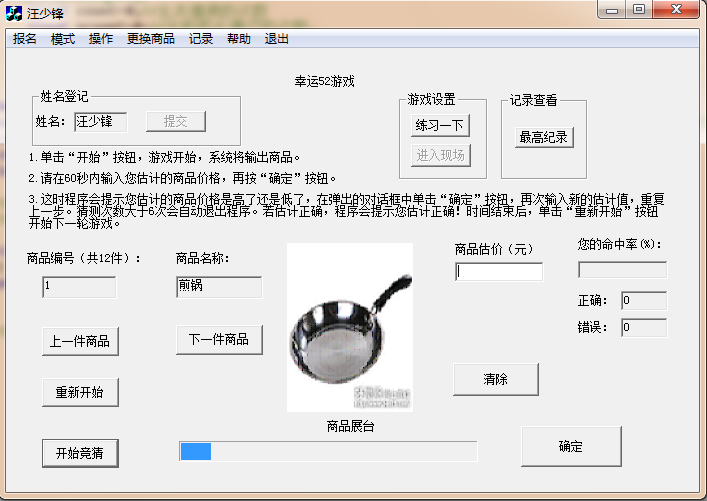 汪少锋
报名 模式 操作 更换商品 记录 帮助 退出
幸运52游戏
姓名登记
姓名: 汪少锋 提交
游戏设置
练习一下
进入现场
记录查看
最高纪录
1.单击“开始”按钮，游戏开始，系统将输出商品。
2.请在60秒内输入您估计的商品价格，再按“确定”按钮。
3.这时程序会提示您估计的商品价格是高了还是低了，在弹出的对话框中单击“确定”按钮，再次输入新的估计值，重复
上一步。猜测次数大于6次会自动退出程序。若估计正确，程序会提示您估计正确！时间结束后，单击“重新开始”按钮
开始下一轮游戏。
商品编号（共12件）:
1
商品名称:
煎锅
商品估价（元）
您的命中率(%):
正确: 0
错误: 0
上一件商品
下一件商品
重新开始
清除
商品展台
开始竞猜
确定